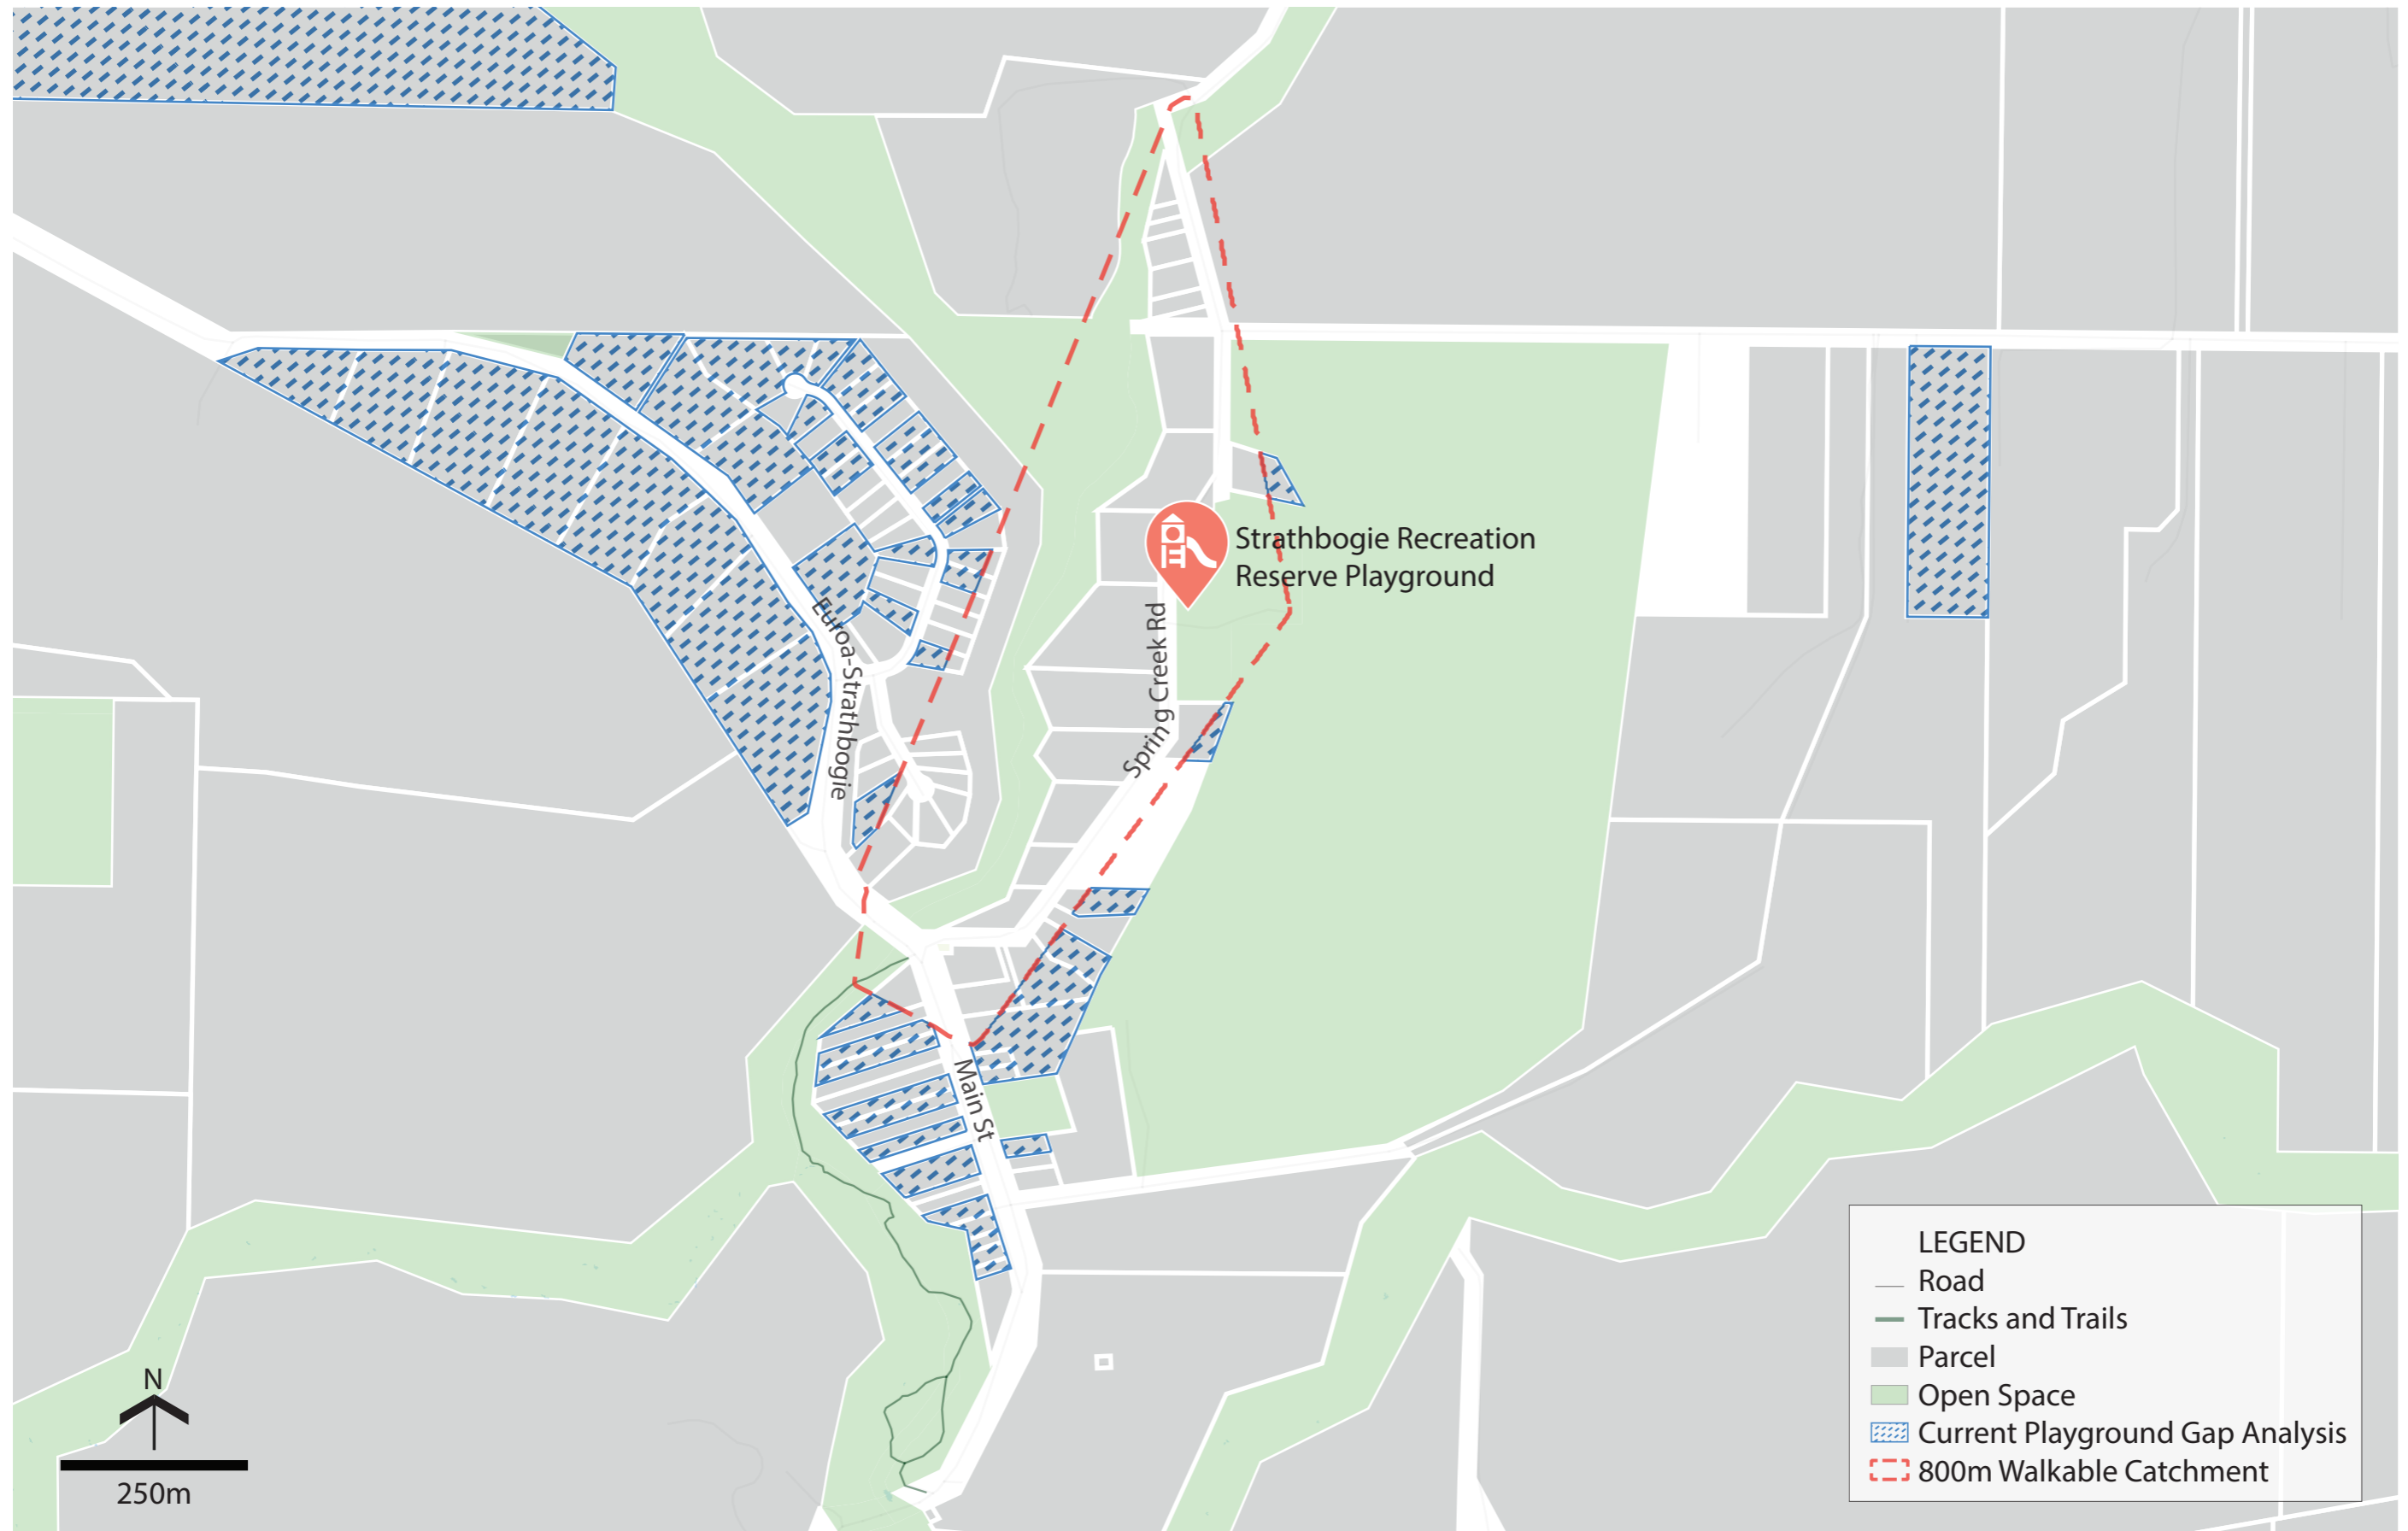 Strathbogie Recreation
Reserve Playground
Euroa-Strathbogie
Spring Creek Rd
Main St
N
250m
LEGEND
Road
Tracks and Trails
Parcel
Open Space
Current Playground Gap Analysis
800m Walkable Catchment